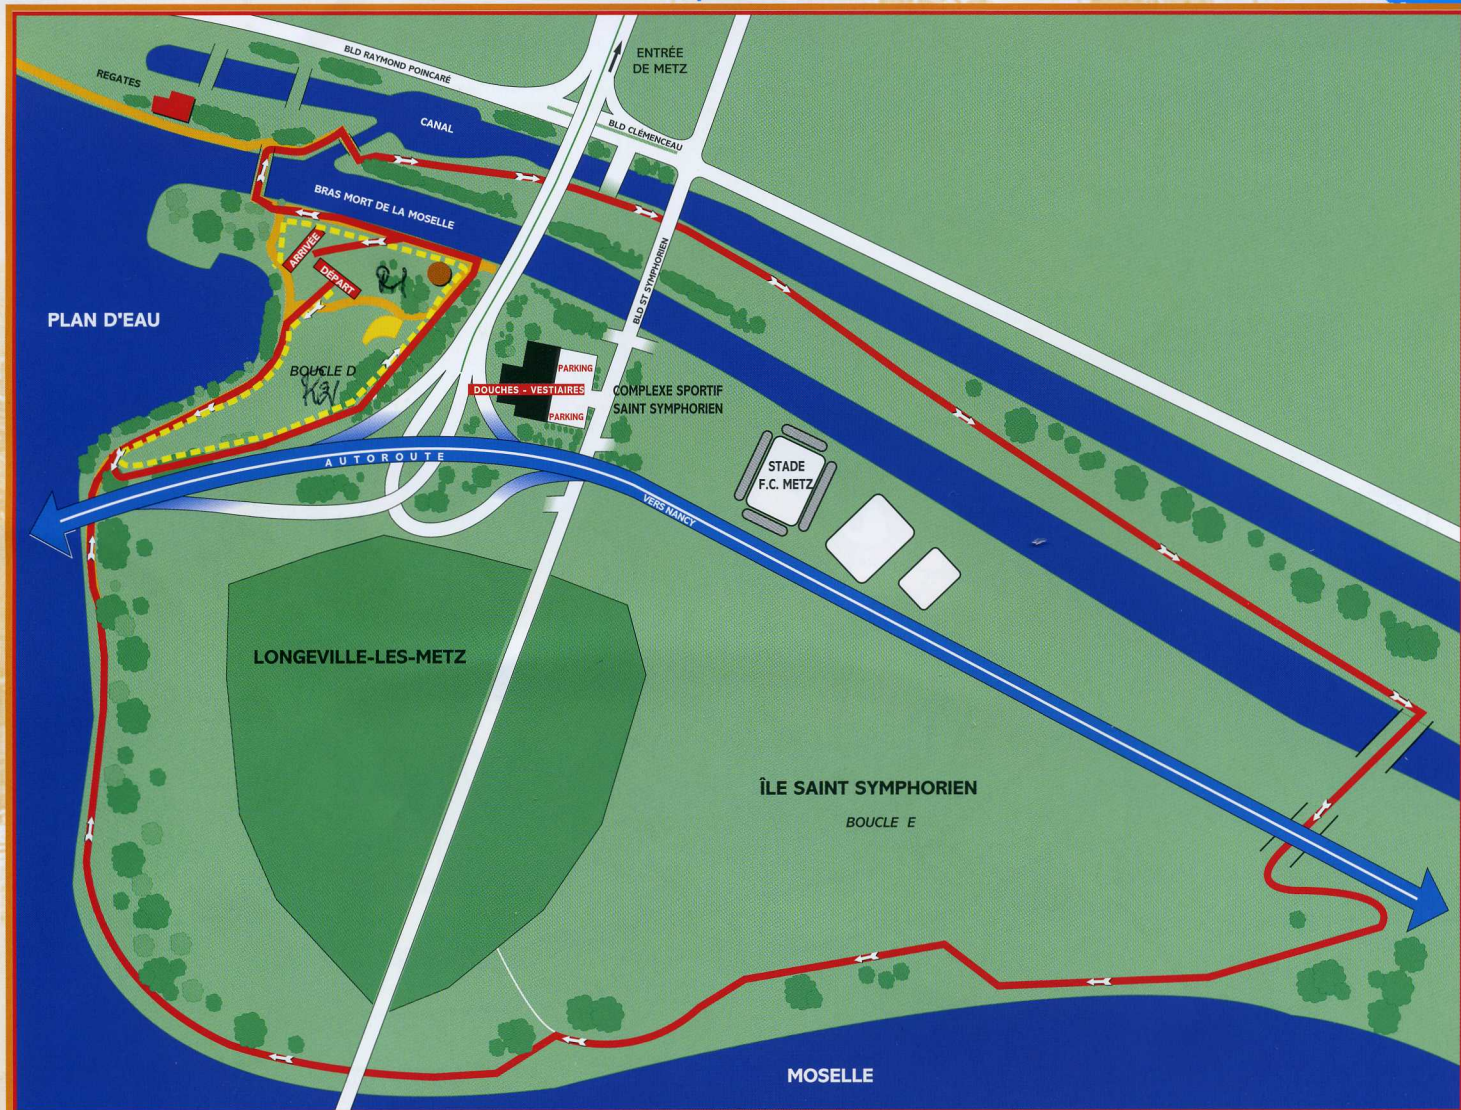 ENTRÉE
DE METZ
BLD RAYMOND POINCARÉ
REGATES
CANAL
BLD CLÉMENCEAU
BRAS MORT DE LA MOSELLE
ARRIVÉE
DÉPART
R1
BLD ST SYMPHORIEN
PLAN D'EAU
BOUCLE D
PARKING
DOUCHES - VESTIAIRES
PARKING
COMPLEXE SPORTIF
SAINT SYMPHORIEN
AUTOROUTE
STADE
F.C. METZ
VERS NANCY
LONGEVILLE-LES-METZ
ÎLE SAINT SYMPHORIEN
BOUCLE E
MOSELLE